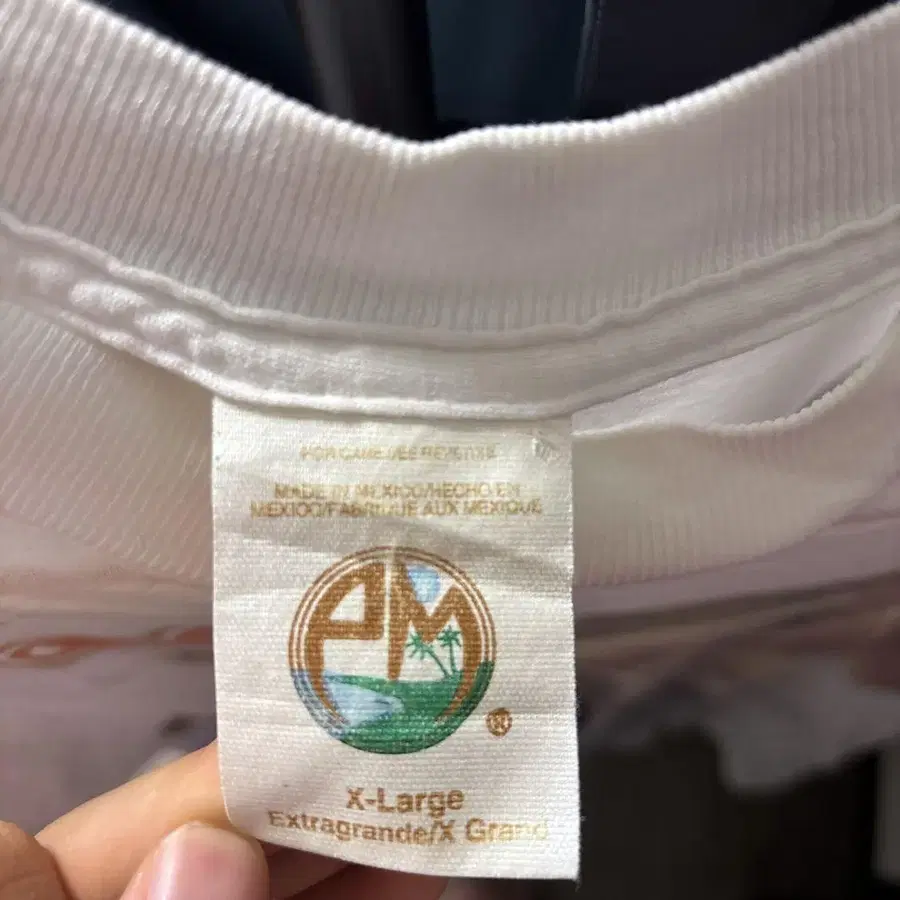 MADE IN MEXICO/HECHO EN
MEXICO/FABRIQUE AUX MEXIQUE
PM
®
X-Large
Extragrande/X Grand